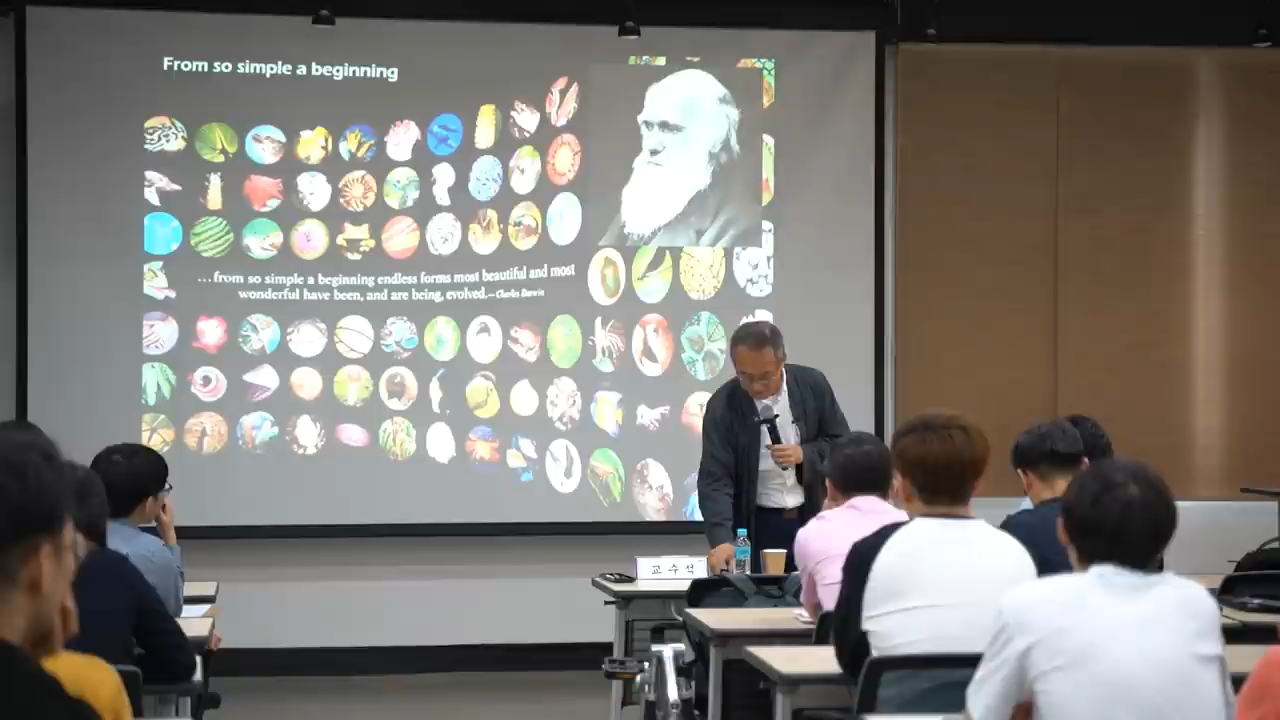 From so simple a beginning
...from so simple a beginning endless forms most beautiful and most
wonderful have been, and are being, evolved.—Charles Darwin
교 수 석